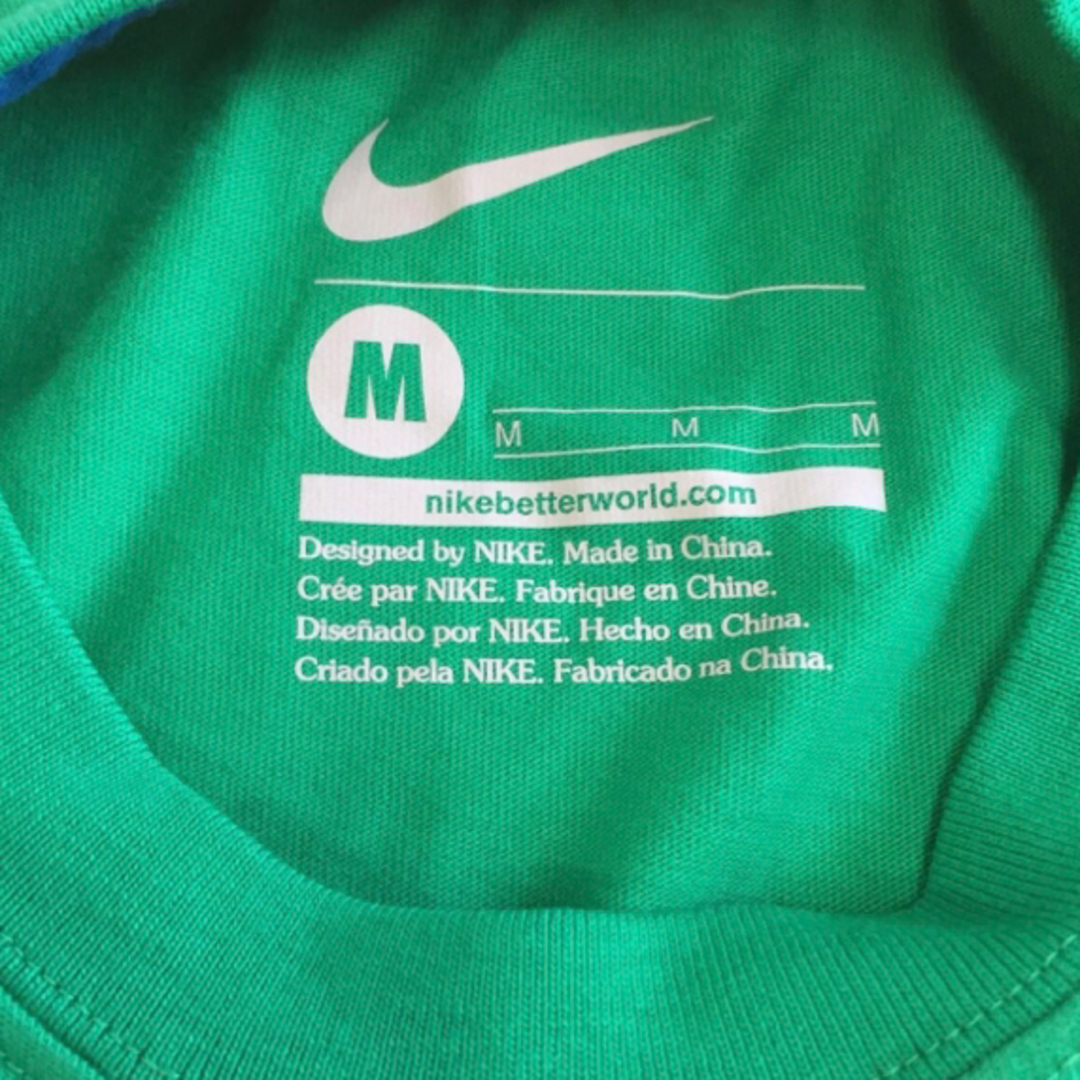 M
M M M
nikebetterworld.com
Designed by NIKE. Made in China.
Crée par NIKE. Fabrique en Chine.
Diseñado por NIKE. Hecho en China.
Criado pela NIKE. Fabricado na China.